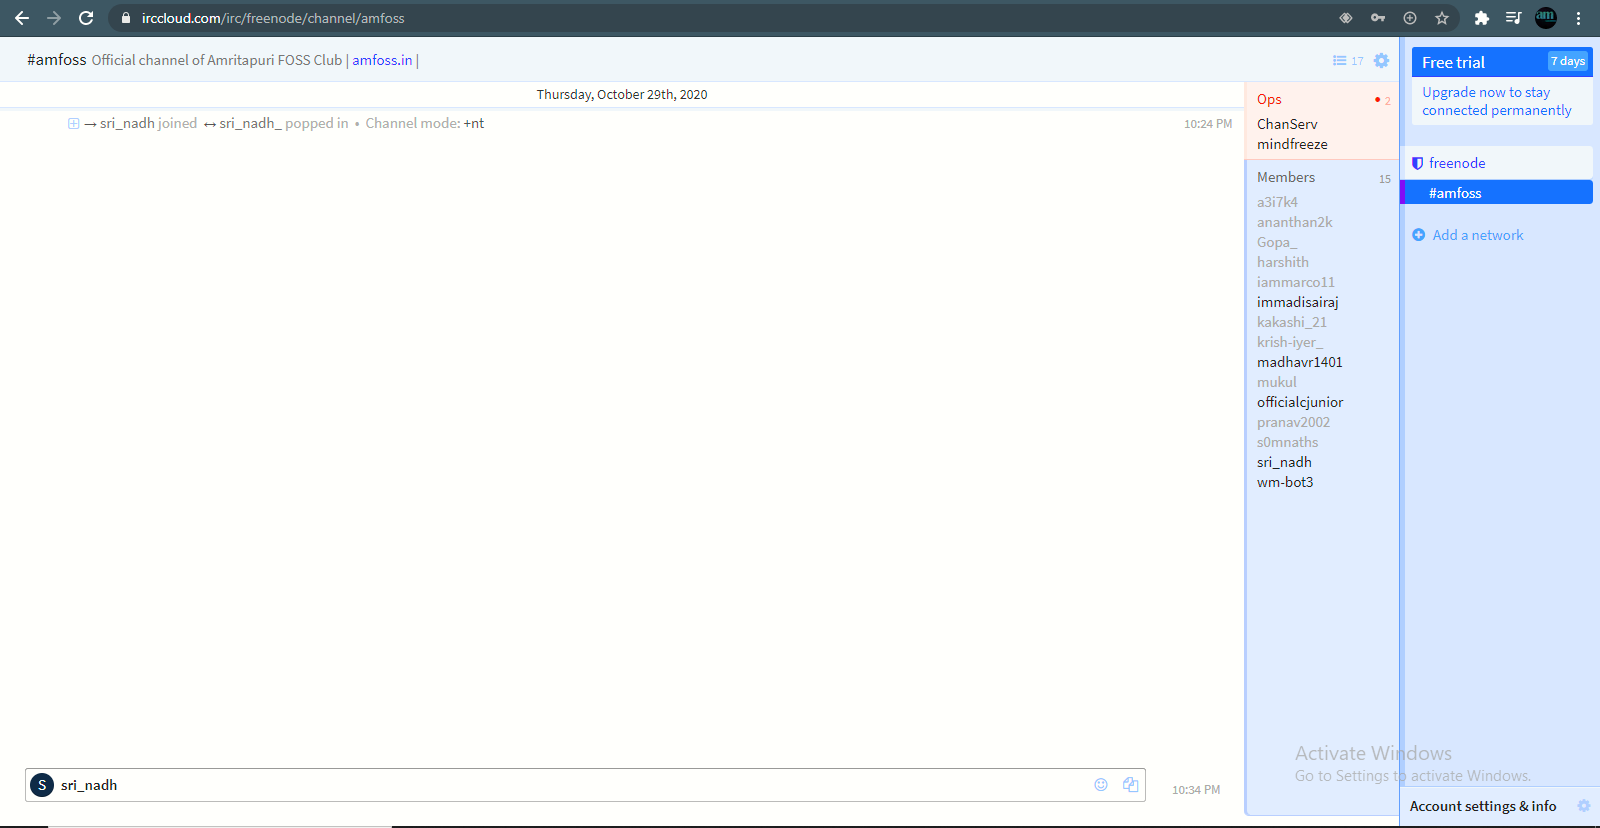 irccloud.com/irc/freenode/channel/amfoss
am
#amfoss Official channel of Amritapuri FOSS Club | amfoss.in |
17
Thursday, October 29th, 2020
→ sri_nadh joined ↔ sri_nadh_ popped in • Channel mode: +nt
10:24 PM
Ops
2
ChanServ
mindfreeze
Members
15
a3i7k4
ananthan2k
Gopa_
harshith
iammarco11
immadisairaj
kakashi_21
krish-iyer_
madhavr1401
mukul
officialcjunior
pranav2002
s0mnaths
sri_nadh
wm-bot3
Free trial
7 days
Upgrade now to stay
connected permanently
freenode
#amfoss
Add a network
Activate Windows
Go to Settings to activate Windows.
S sri_nadh
10:34 PM
Account settings & info